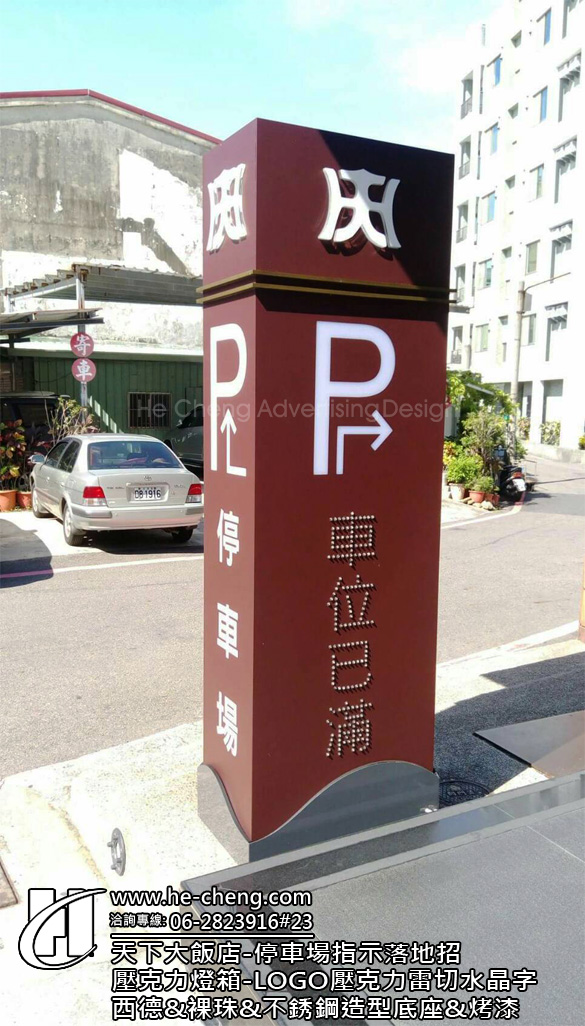 P
停車場
P
車位已滿
寄車
DB1916
He Cheng Advertising Design
www.he-cheng.com
洽詢專線: 06-2823916#23
天下大飯店-停車場指示落地招
壓克力燈箱-LOGO壓克力雷切水晶字
西德&裸珠&不銹鋼造型底座&烤漆